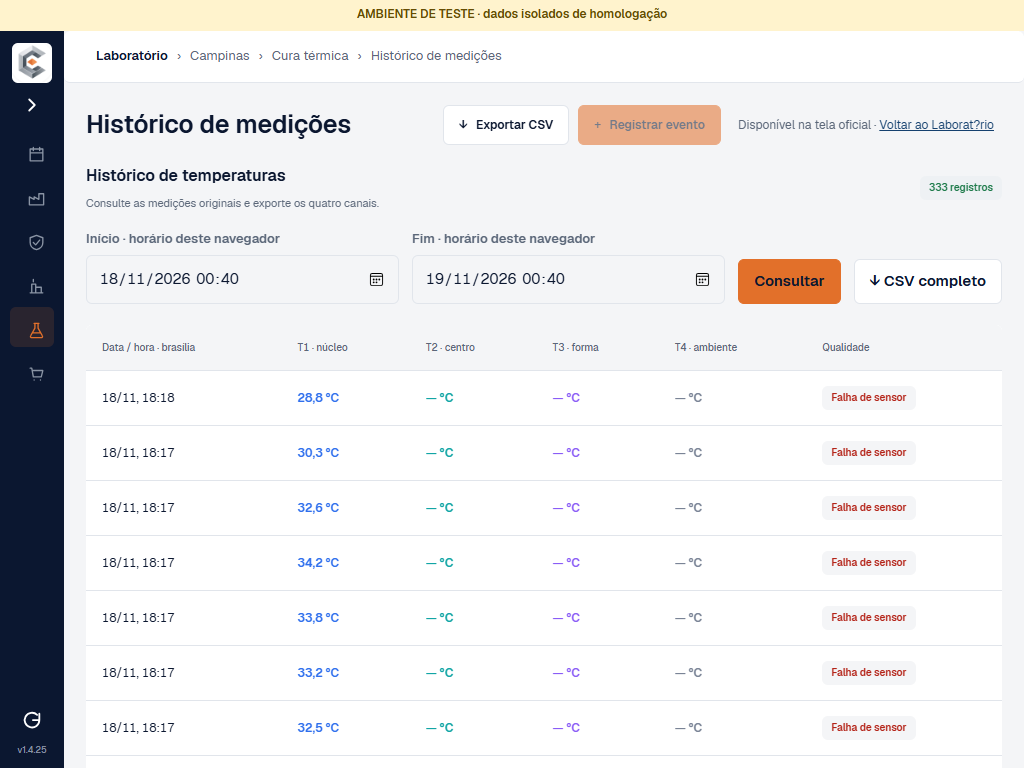 AMBIENTE DE TESTE · dados isolados de homologação
Laboratório › Campinas › Cura térmica › Histórico de medições
Histórico de medições
Exportar CSV
+ Registrar evento
Disponível na tela oficial · Voltar ao Laborat?rio
Histórico de temperaturas
Consulte as medições originais e exporte os quatro canais.
333 registros
Início · horário deste navegador
Fim · horário deste navegador
18/11/2026 00:40
19/11/2026 00:40
Consultar
CSV completo
Data / hora · brasilia T1 · núcleo T2 · centro T3 · forma T4 · ambiente Qualidade
18/11, 18:18 28,8 °C — °C — °C — °C Falha de sensor
18/11, 18:17 30,3 °C — °C — °C — °C Falha de sensor
18/11, 18:17 32,6 °C — °C — °C — °C Falha de sensor
18/11, 18:17 34,2 °C — °C — °C — °C Falha de sensor
18/11, 18:17 33,8 °C — °C — °C — °C Falha de sensor
18/11, 18:17 33,2 °C — °C — °C — °C Falha de sensor
18/11, 18:17 32,5 °C — °C — °C — °C Falha de sensor
v1.4.25